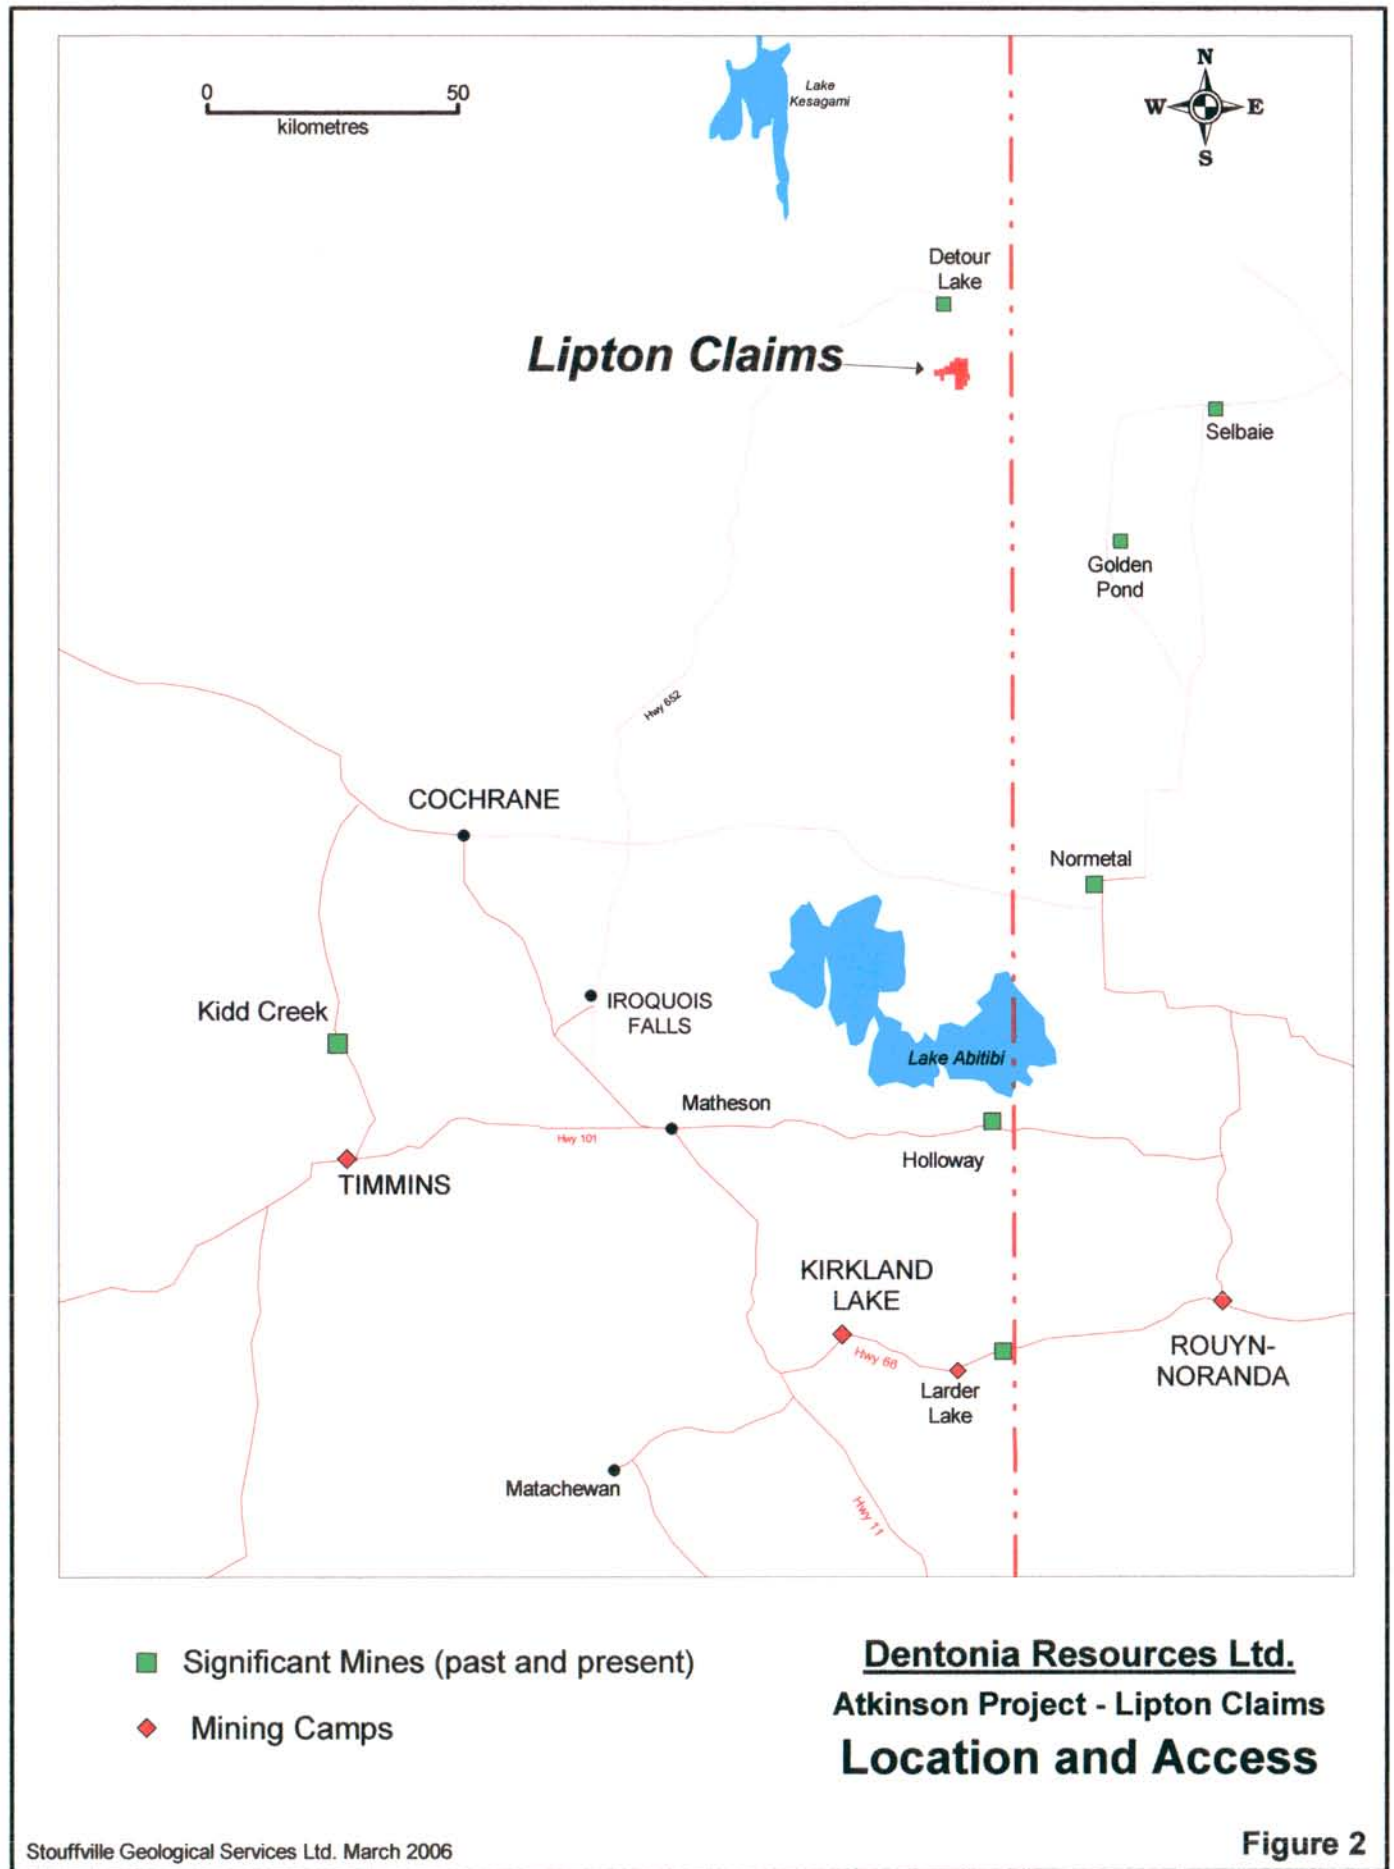 0 50
kilometres
Lake
Kesagami
N
W E
S
Detour
Lake
Lipton Claims
Selbaie
Golden
Pond
Hwy 652
COCHRANE
Normetal
IROQUOIS
FALLS
Kidd Creek
Lake Abitibi
Matheson
Hwy 101
Holloway
TIMMINS
KIRKLAND
LAKE
Hwy 66
ROUYN-
NORANDA
Larder
Lake
Matachewan
Hwy 11
Significant Mines (past and present)
Mining Camps
Dentonia Resources Ltd.
Atkinson Project - Lipton Claims
Location and Access
Stouffville Geological Services Ltd. March 2006
Figure 2